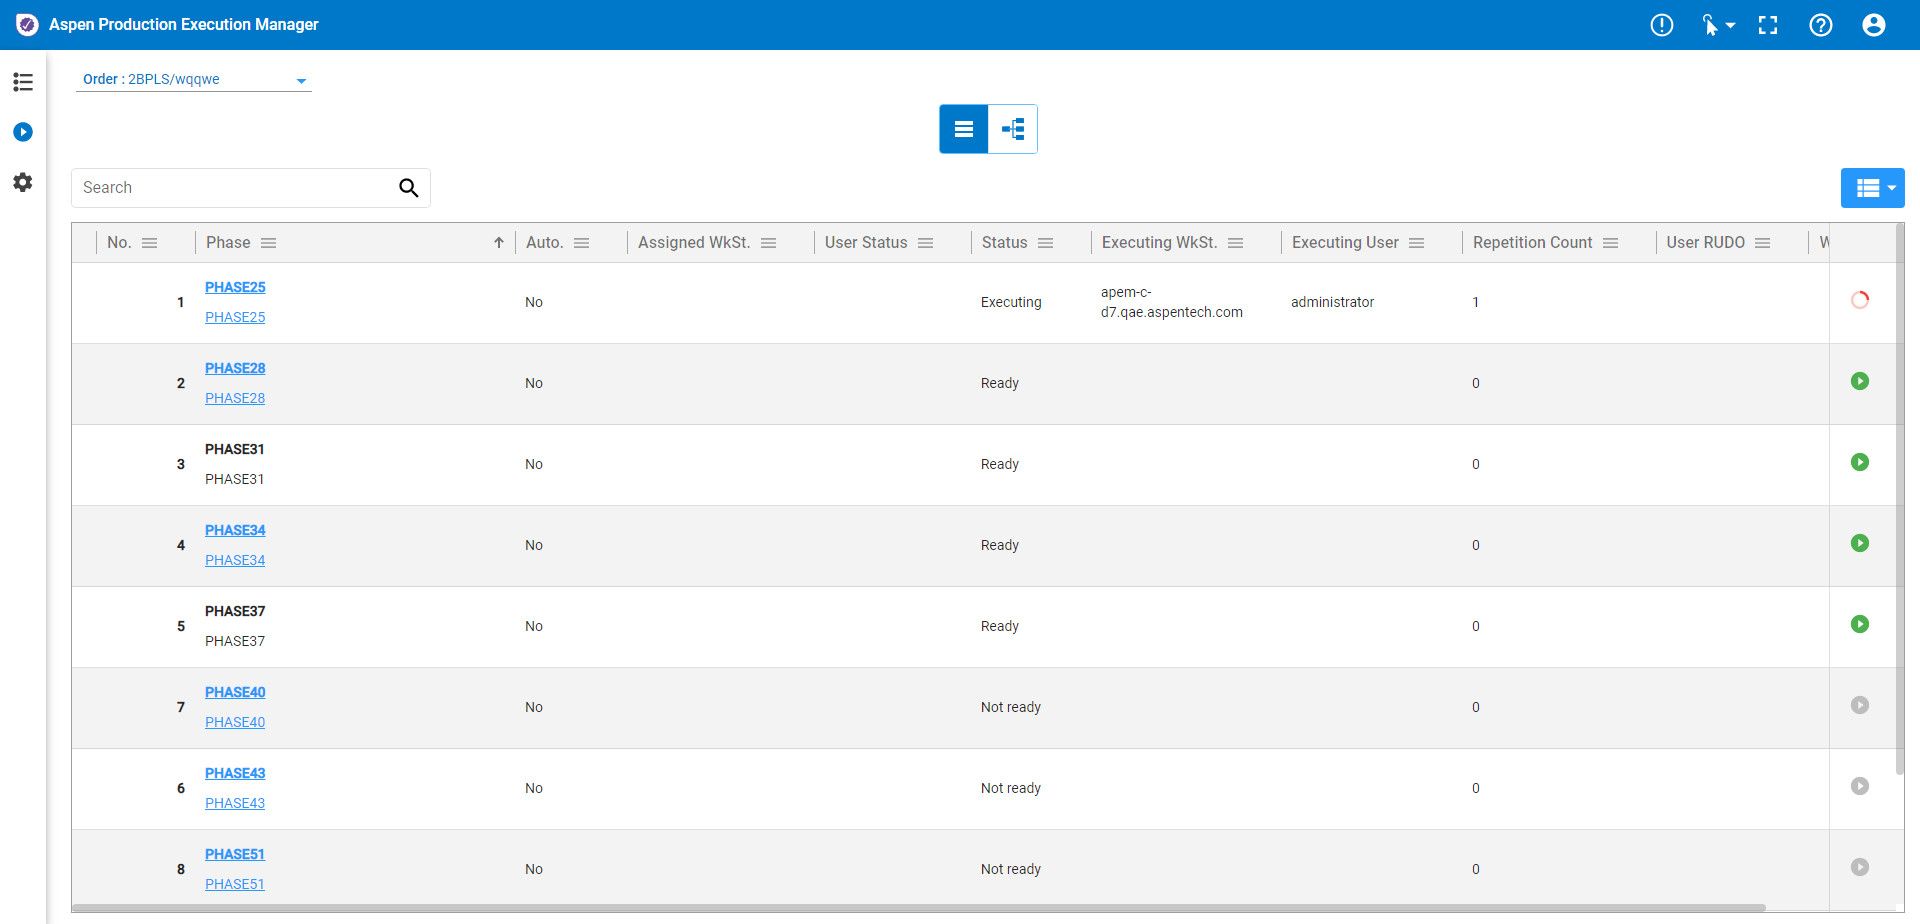 Aspen Production Execution Manager
Order : 2BPLS/wqqwe
Search
No. Phase Auto. Assigned WkSt. User Status Status Executing WkSt. Executing User Repetition Count User RUDO
1 PHASE25 PHASE25 No Executing apem-c-d7.qae.aspentech.com administrator 1
2 PHASE28 PHASE28 No Ready 0
3 PHASE31 PHASE31 No Ready 0
4 PHASE34 PHASE34 No Ready 0
5 PHASE37 PHASE37 No Ready 0
7 PHASE40 PHASE40 No Not ready 0
6 PHASE43 PHASE43 No Not ready 0
8 PHASE51 PHASE51 No Not ready 0